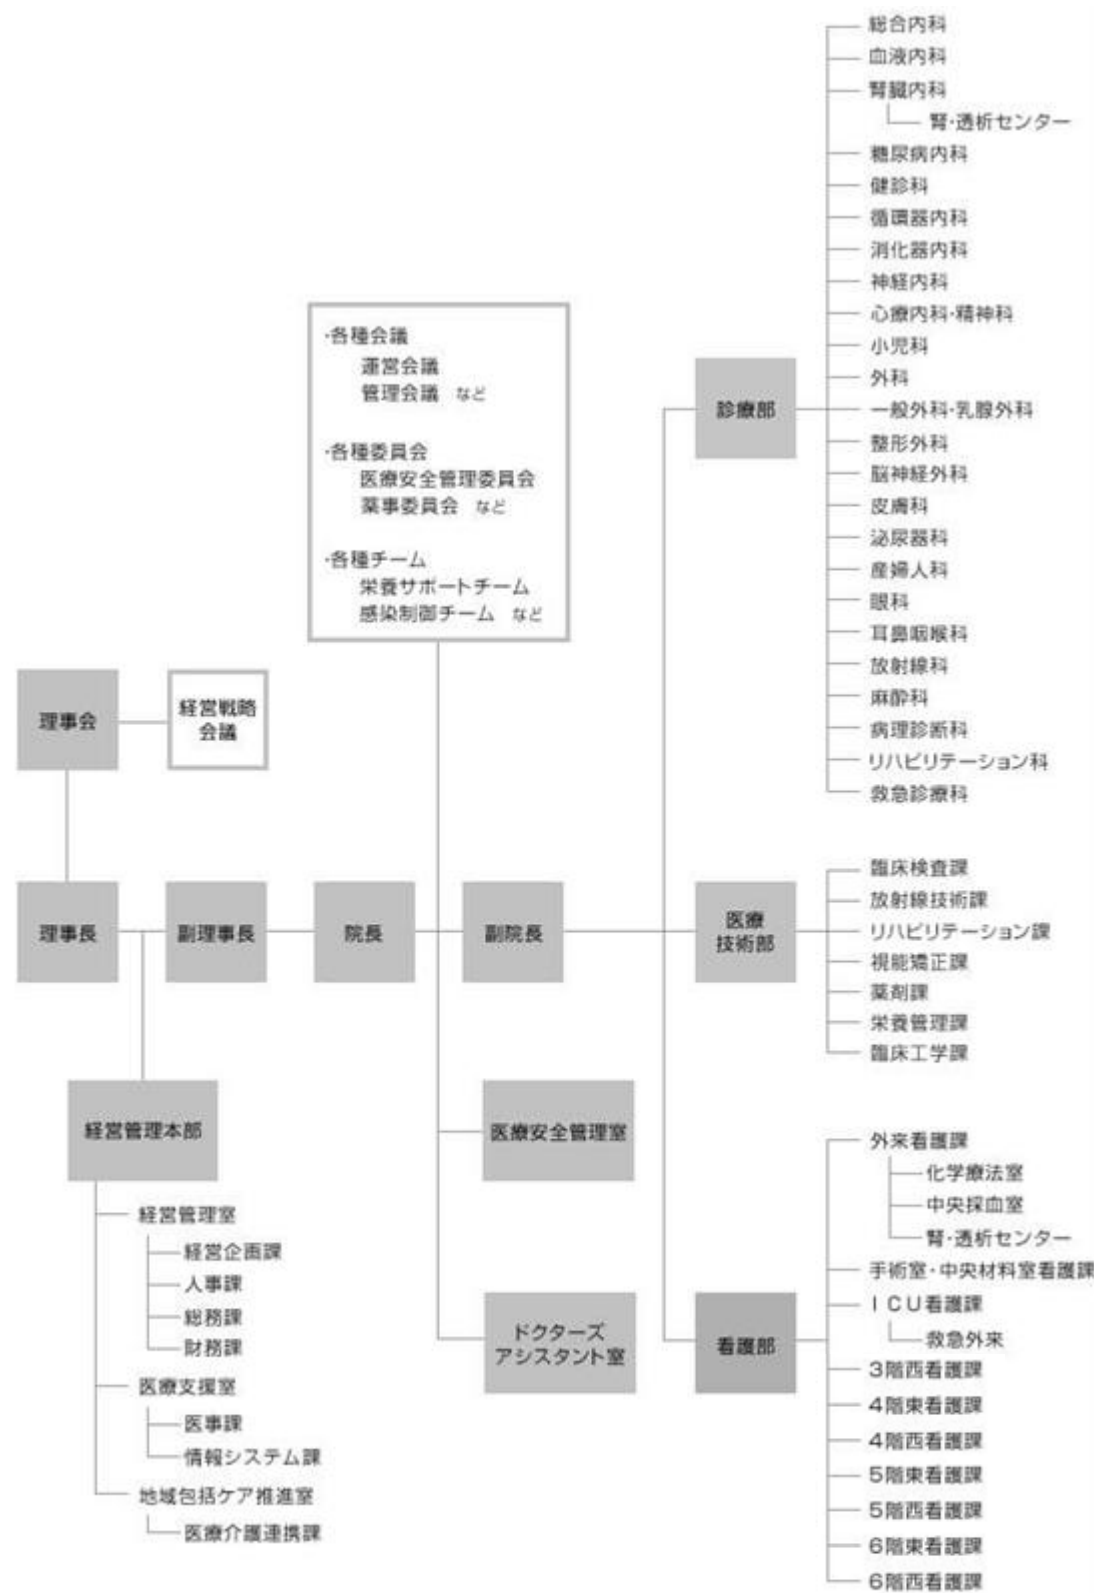 総合内科
血液内科
腎臓内科
腎・透析センター
糖尿病内科
健診科
循環器内科
消化器内科
神経内科
心療内科・精神科
小児科
外科
一般外科・乳腺外科
整形外科
脳神経外科
皮膚科
泌尿器科
産婦人科
眼科
耳鼻咽喉科
放射線科
麻酔科
病理診断科
リハビリテーション科
救急診療科
診療部
・各種会議
運営会議
管理会議 など
・各種委員会
医療安全管理委員会
薬事委員会 など
・各種チーム
栄養サポートチーム
感染制御チーム など
理事会
経営戦略
会議
理事長
副理事長
院長
副院長
医療
技術部
臨床検査課
放射線技術課
リハビリテーション課
視能矯正課
薬剤課
栄養管理課
臨床工学課
経営管理本部
経営管理室
経営企画課
人事課
総務課
財務課
医療支援室
医事課
情報システム課
地域包括ケア推進室
医療介護連携課
医療安全管理室
ドクターズ
アシスタント室
看護部
外来看護課
化学療法室
中央採血室
腎・透析センター
手術室・中央材料室看護課
ICU看護課
救急外来
3階西看護課
4階東看護課
4階西看護課
5階東看護課
5階西看護課
6階東看護課
6階西看護課